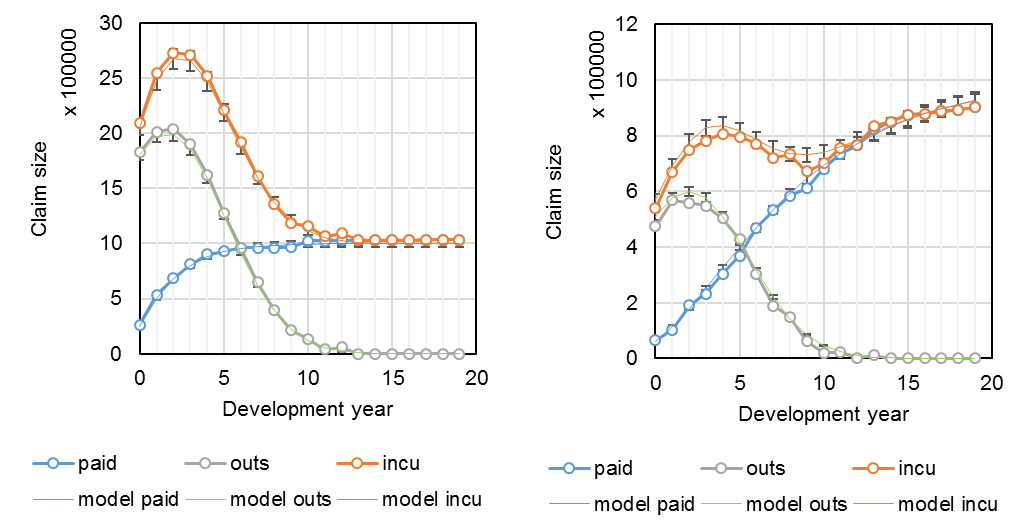 x 100000
Claim size
30
25
20
15
10
5
0
0 5 10 15 20
Development year
paid outs incu
model paid model outs model incu
x 100000
Claim size
12
10
8
6
4
2
0
0 5 10 15 20
Development year
paid outs incu
model paid model outs model incu